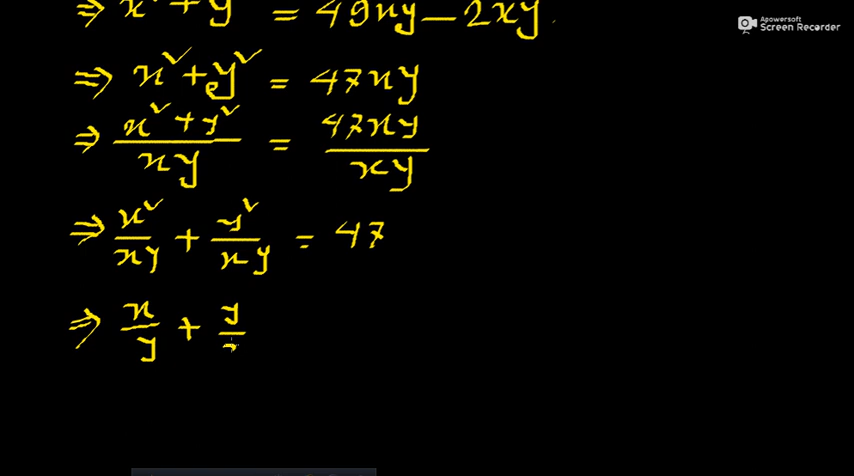 ⇒ x² + y² = 49xy − 2xy
Apowersoft
Screen Recorder
⇒ x² + y² = 47xy
⇒ (x² + y²)/(xy) = (47xy)/(xy)
⇒ x²/(xy) + y²/(xy) = 47
⇒ x/y + y/